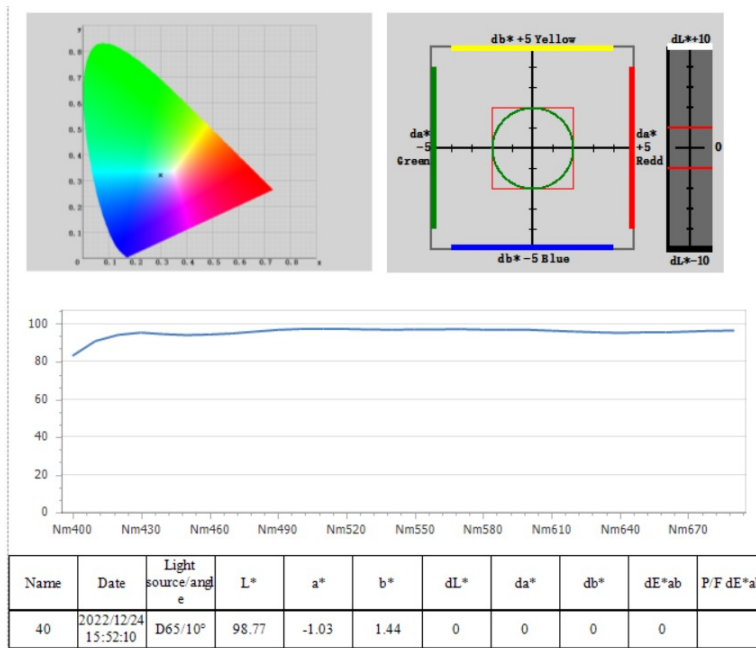 y
0.8
0.7
0.6
0.5
0.4
0.3
0.2
0.1
0.1 0.2 0.3 0.4 0.5 0.6 0.7 0.8 x
db* +5 Yellow
dL*+10
da* -5 Green
da* +5 Redd
0
db* -5 Blue
dL*-10
100
80
60
40
20
0
Nm400 Nm430 Nm460 Nm490 Nm520 Nm550 Nm580 Nm610 Nm640 Nm670
Name Date Light source/angl e L* a* b* dL* da* db* dE*ab P/F dE*a
40 2022/12/24 15:52:10 D65/10° 98.77 -1.03 1.44 0 0 0 0